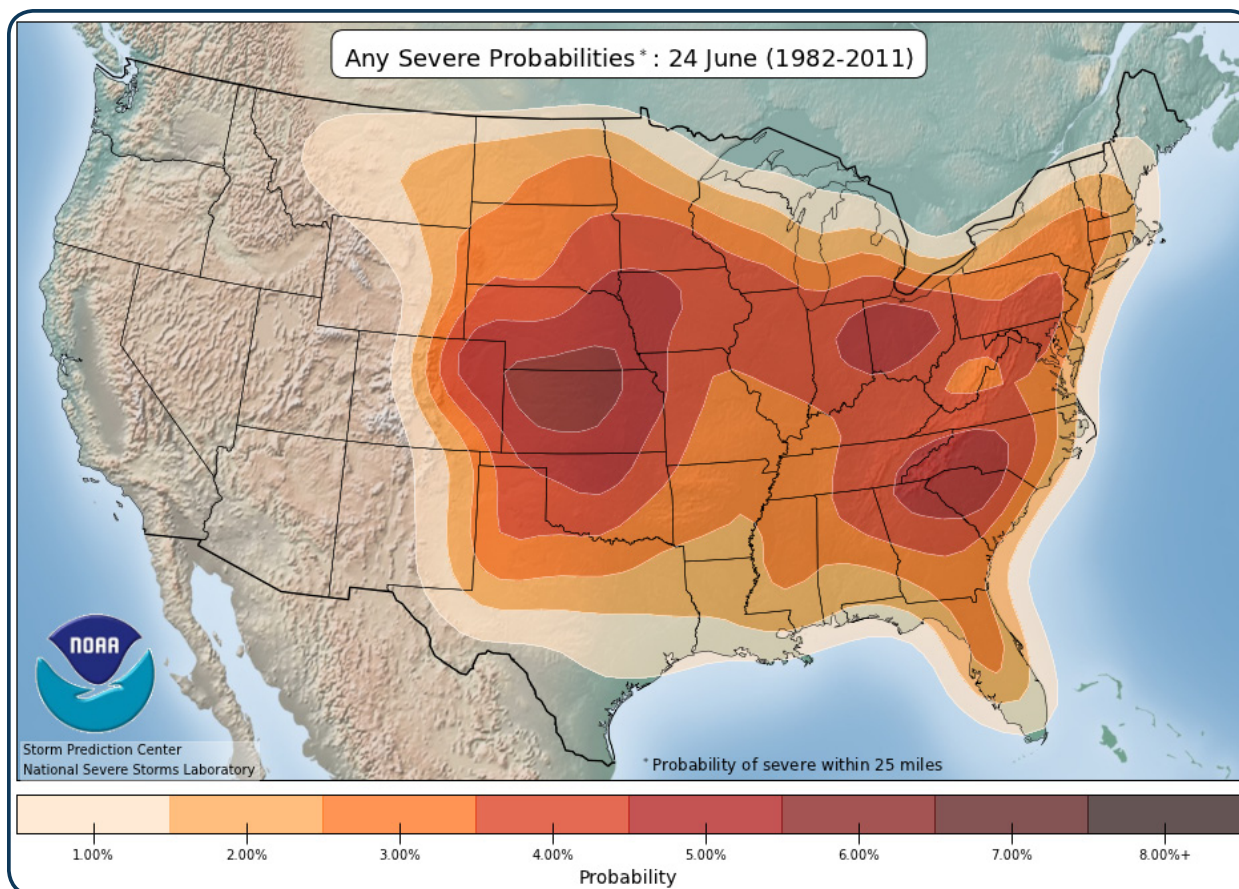 Any Severe Probabilities*: 24 June (1982-2011)
NOAA
Storm Prediction Center
National Severe Storms Laboratory
*Probability of severe within 25 miles
1.00% 2.00% 3.00% 4.00% 5.00% 6.00% 7.00% 8.00%+
Probability